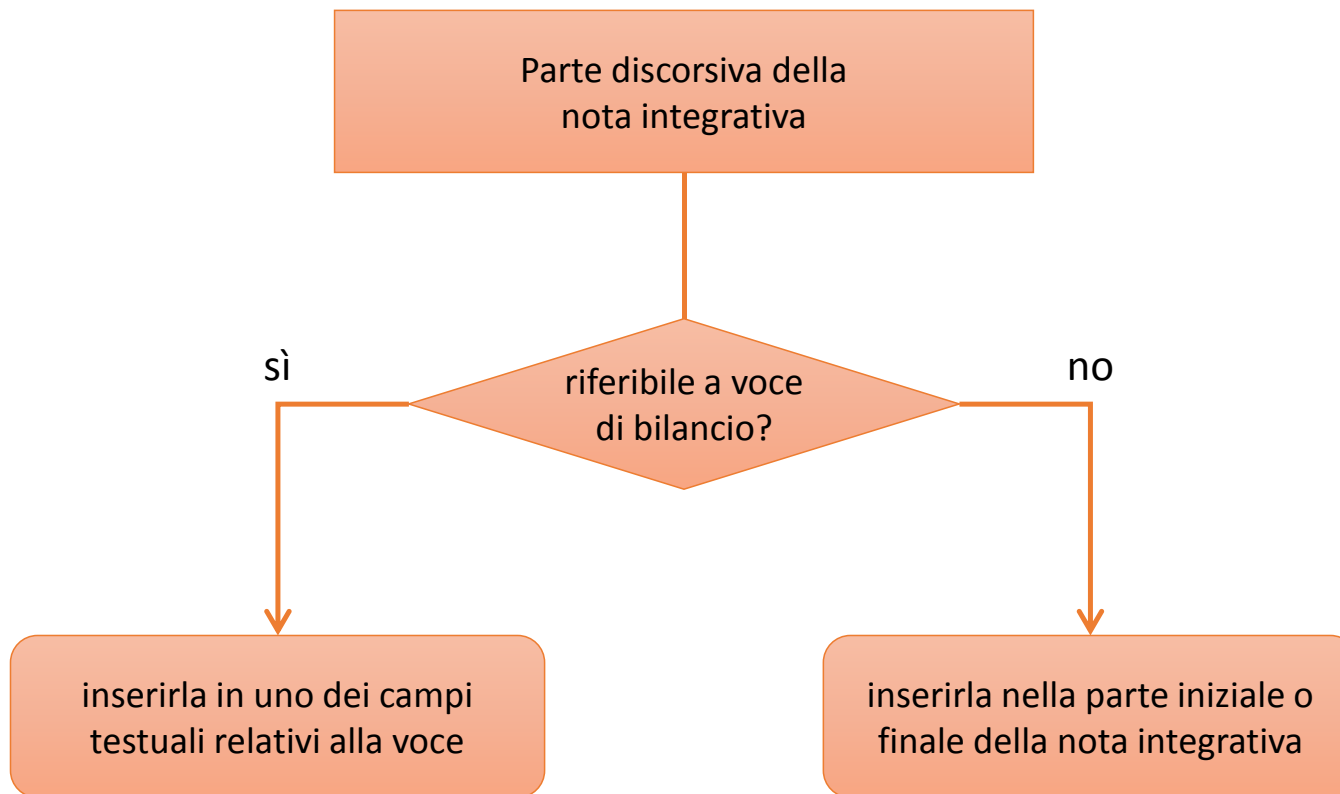 Parte discorsiva della
nota integrativa
sì
no
riferibile a voce
di bilancio?
inserirla in uno dei campi
testuali relativi alla voce
inserirla nella parte iniziale o
finale della nota integrativa